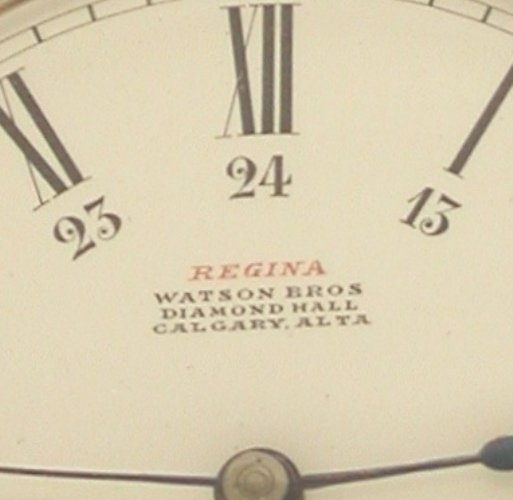 XI XII I
23 24 13
REGINA
WATSON BROS
DIAMOND HALL
CALGARY, ALTA